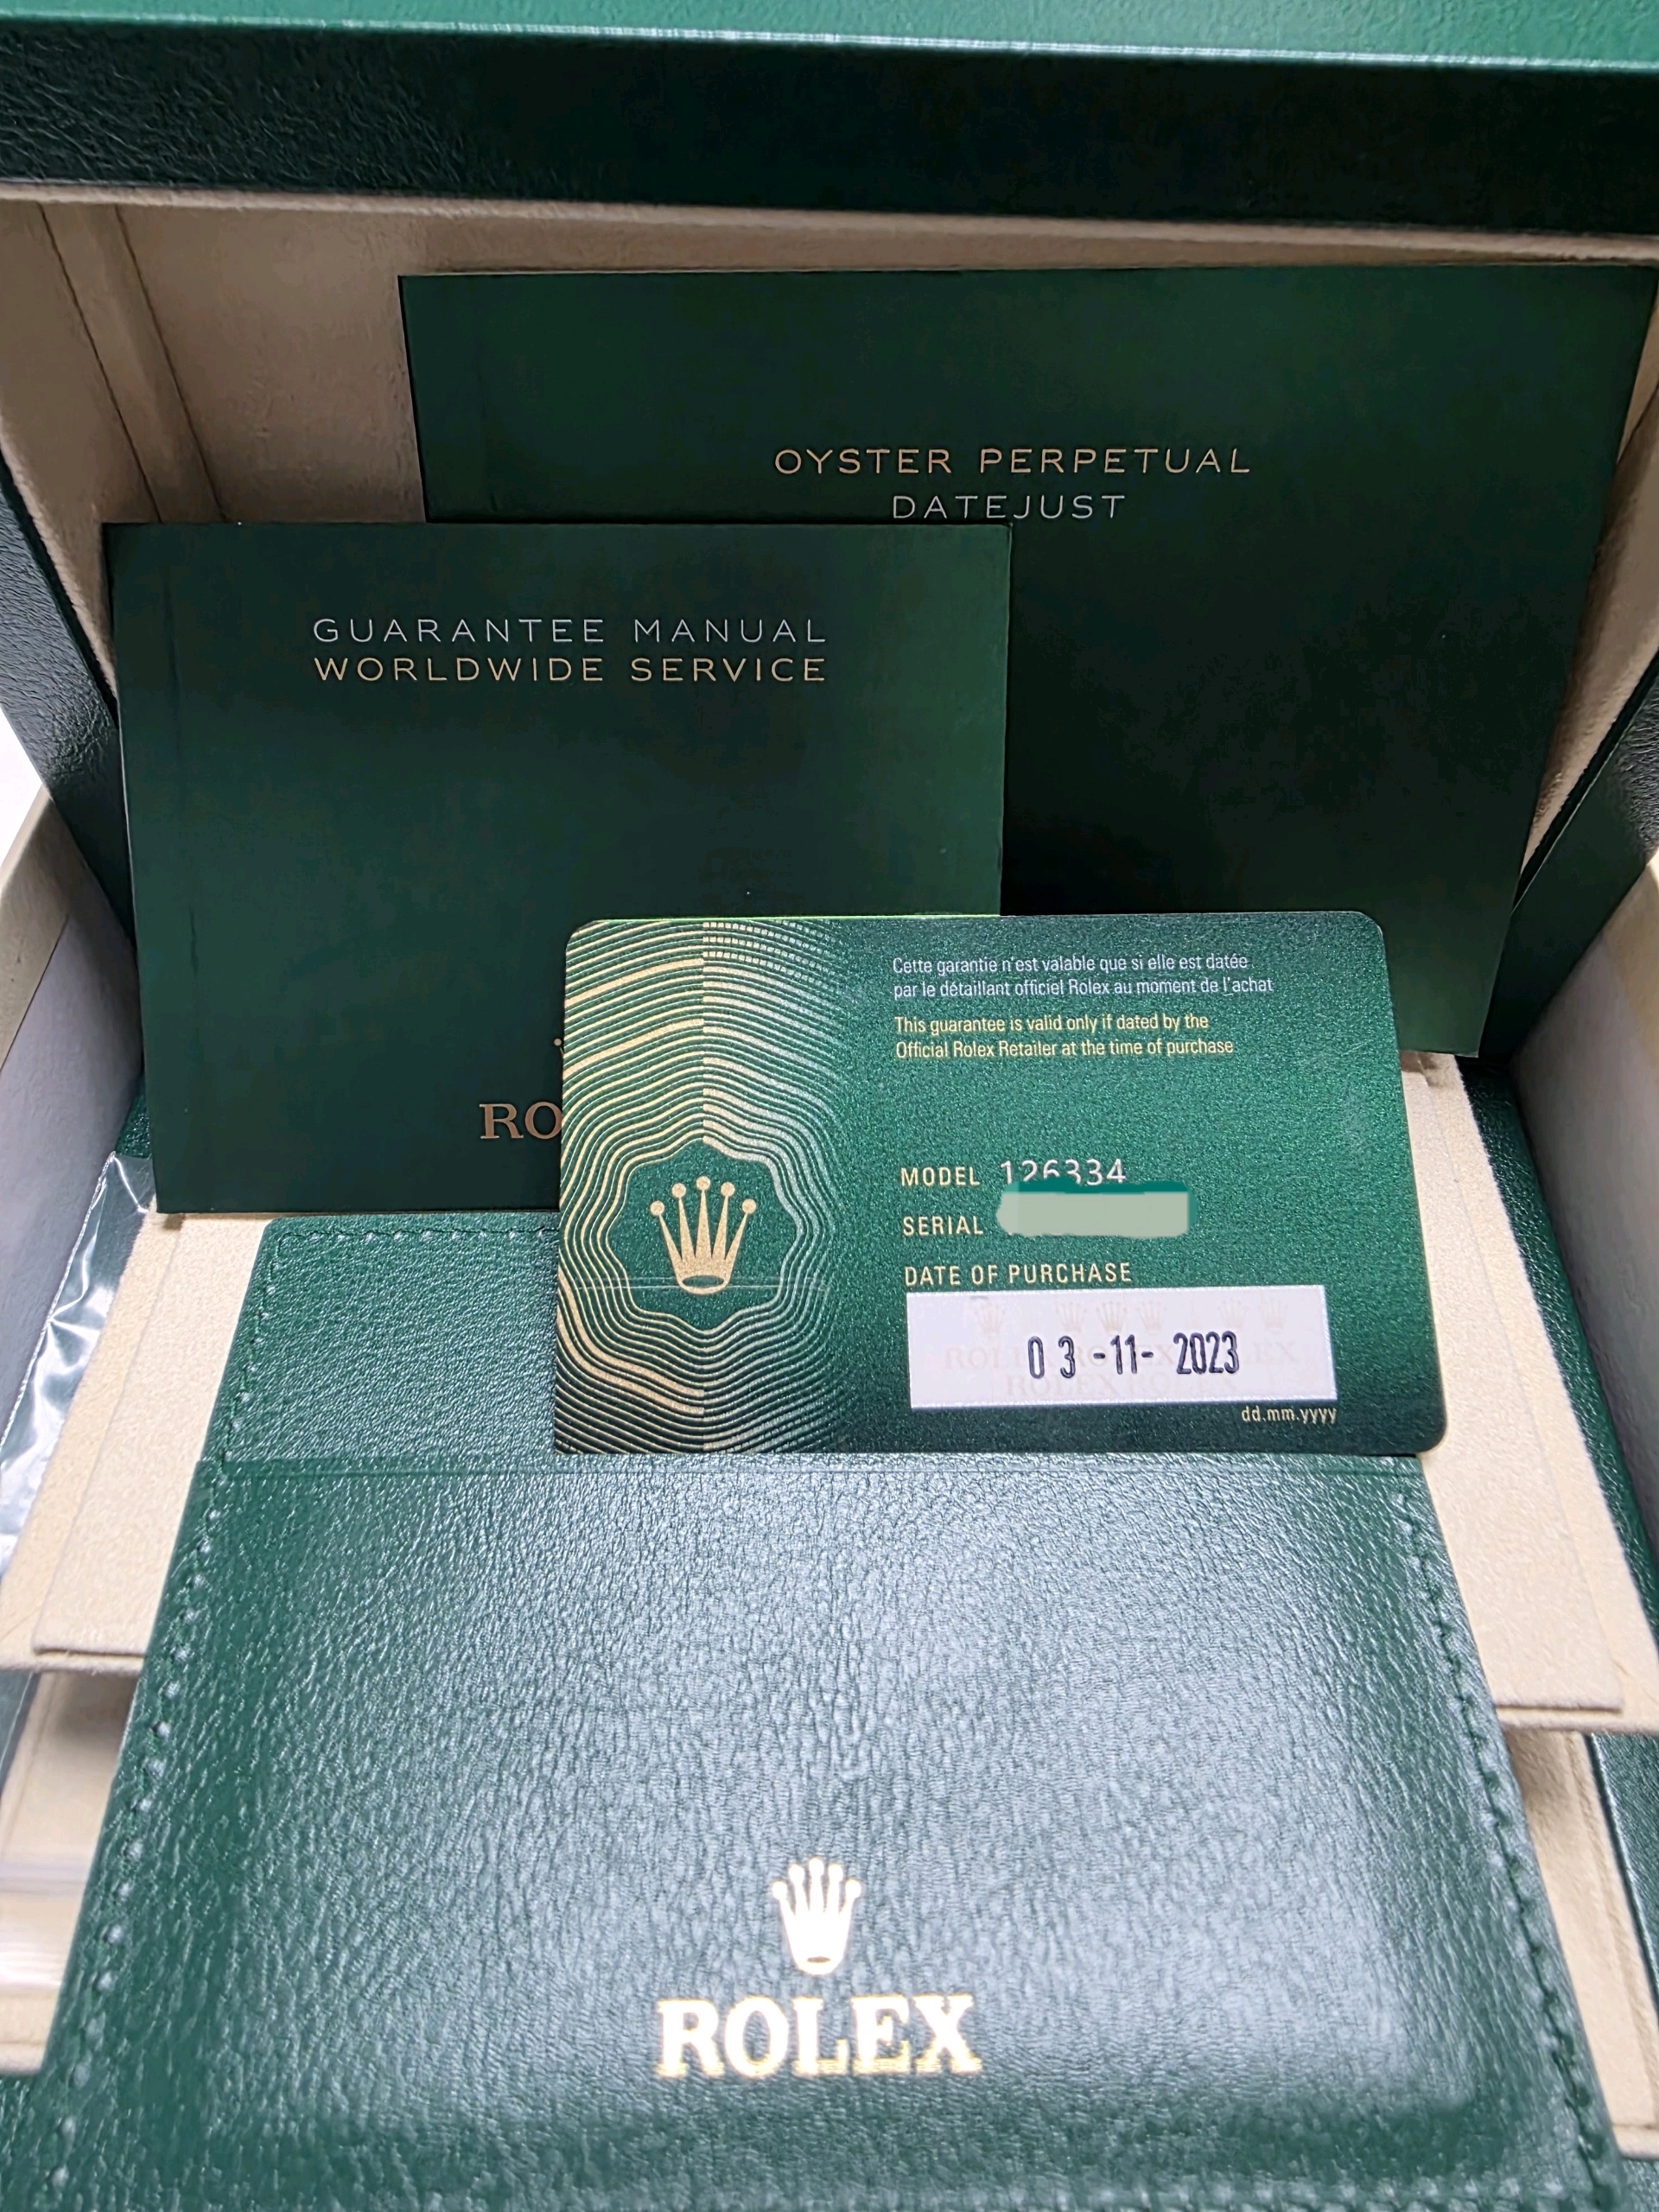 OYSTER PERPETUAL
DATEJUST
GUARANTEE MANUAL
WORLDWIDE SERVICE
Cette garantie n'est valable que si elle est datée
par le détaillant officiel Rolex au moment de l'achat
This guarantee is valid only if dated by the
Official Rolex Retailer at the time of purchase
RO
MODEL 126334
SERIAL
DATE OF PURCHASE
03-11-2023
dd.mm.yyyy
ROLEX